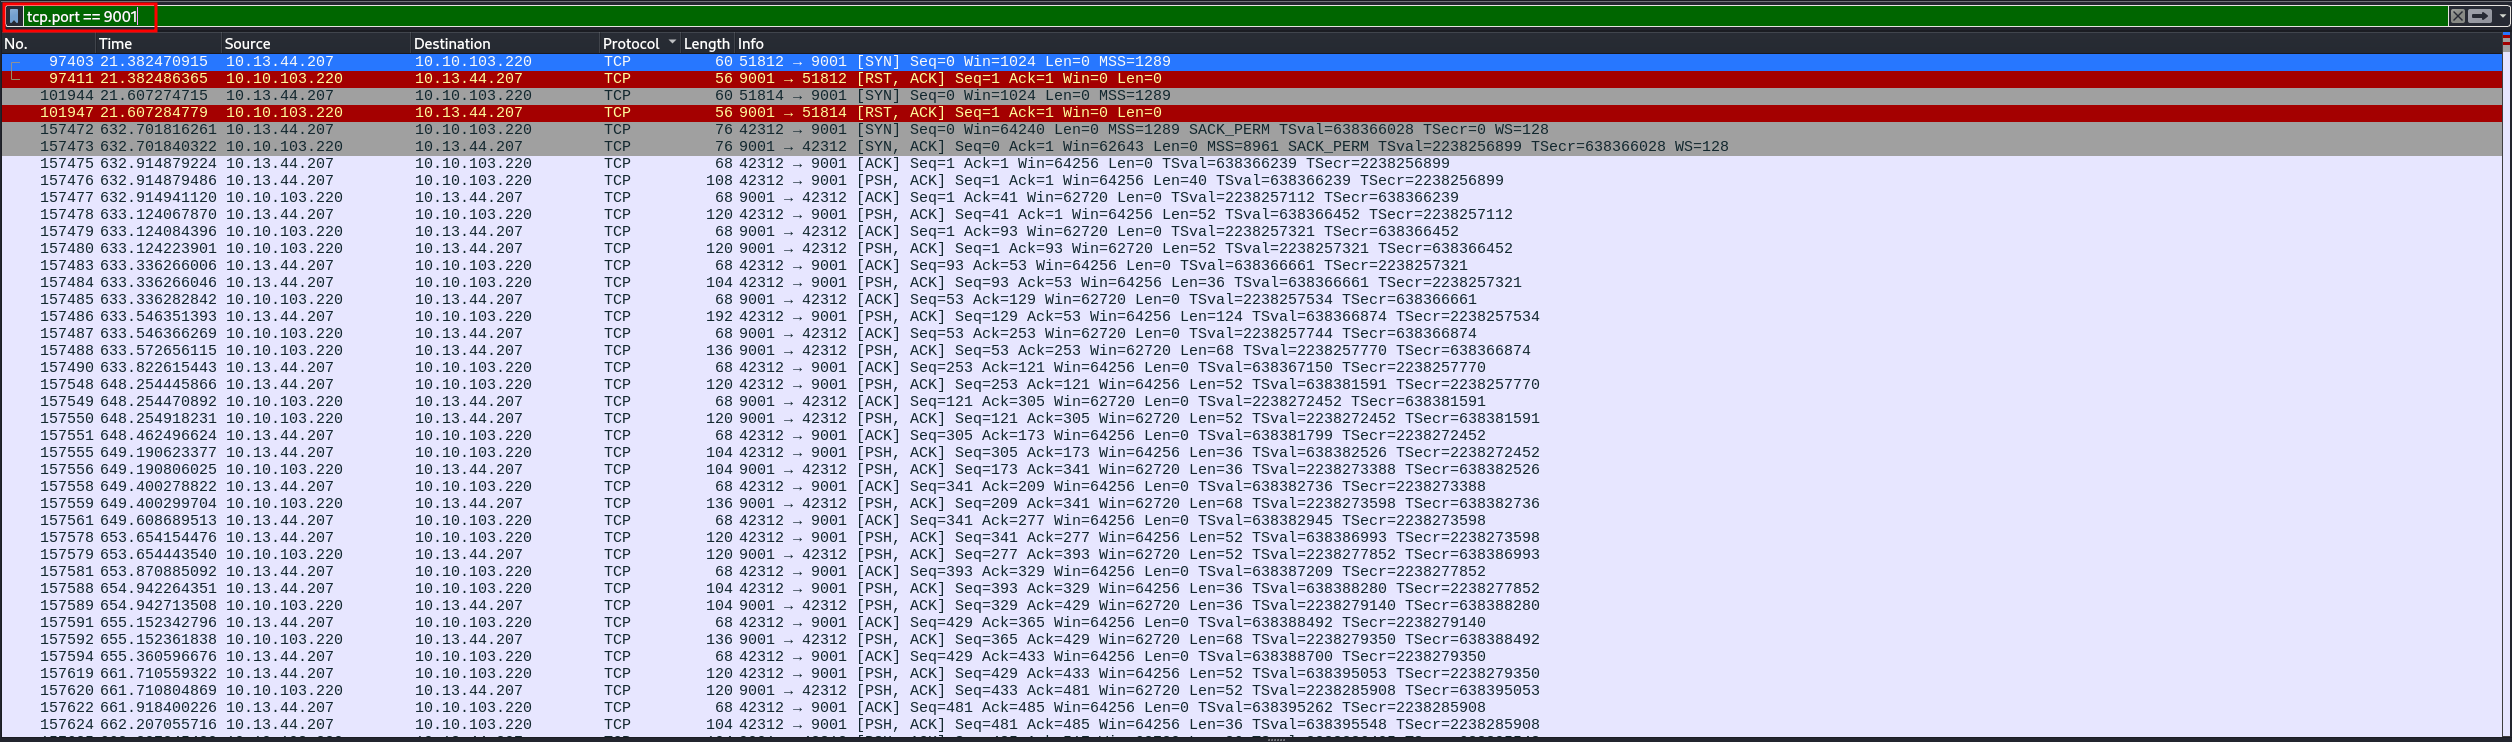 tcp.port == 9001
No. Time Source Destination Protocol Length Info
97403 21.382470915 10.13.44.207 10.10.103.220 TCP 60 51812 → 9001 [SYN] Seq=0 Win=1024 Len=0 MSS=1289
97411 21.382486365 10.10.103.220 10.13.44.207 TCP 56 9001 → 51812 [RST, ACK] Seq=1 Ack=1 Win=0 Len=0
101944 21.607274715 10.13.44.207 10.10.103.220 TCP 60 51814 → 9001 [SYN] Seq=0 Win=1024 Len=0 MSS=1289
101947 21.607284779 10.10.103.220 10.13.44.207 TCP 56 9001 → 51814 [RST, ACK] Seq=1 Ack=1 Win=0 Len=0
157472 632.701816261 10.13.44.207 10.10.103.220 TCP 76 42312 → 9001 [SYN] Seq=0 Win=64240 Len=0 MSS=1289 SACK_PERM TSval=638366028 TSecr=0 WS=128
157473 632.701840322 10.10.103.220 10.13.44.207 TCP 76 9001 → 42312 [SYN, ACK] Seq=0 Ack=1 Win=62643 Len=0 MSS=8961 SACK_PERM TSval=2238256899 TSecr=638366028 WS=128
157475 632.914879224 10.13.44.207 10.10.103.220 TCP 68 42312 → 9001 [ACK] Seq=1 Ack=1 Win=64256 Len=0 TSval=638366239 TSecr=2238256899
157476 632.914879486 10.13.44.207 10.10.103.220 TCP 108 42312 → 9001 [PSH, ACK] Seq=1 Ack=1 Win=64256 Len=40 TSval=638366239 TSecr=2238256899
157477 632.914941120 10.10.103.220 10.13.44.207 TCP 68 9001 → 42312 [ACK] Seq=1 Ack=41 Win=62720 Len=0 TSval=2238257112 TSecr=638366239
157478 633.124067870 10.13.44.207 10.10.103.220 TCP 120 42312 → 9001 [PSH, ACK] Seq=41 Ack=1 Win=64256 Len=52 TSval=638366452 TSecr=2238257112
157479 633.124084396 10.10.103.220 10.13.44.207 TCP 68 9001 → 42312 [ACK] Seq=1 Ack=93 Win=62720 Len=0 TSval=2238257321 TSecr=638366452
157480 633.124223901 10.10.103.220 10.13.44.207 TCP 120 9001 → 42312 [PSH, ACK] Seq=1 Ack=93 Win=62720 Len=52 TSval=2238257321 TSecr=638366452
157483 633.336266006 10.13.44.207 10.10.103.220 TCP 68 42312 → 9001 [ACK] Seq=93 Ack=53 Win=64256 Len=0 TSval=638366661 TSecr=2238257321
157484 633.336266046 10.13.44.207 10.10.103.220 TCP 104 42312 → 9001 [PSH, ACK] Seq=93 Ack=53 Win=64256 Len=36 TSval=638366661 TSecr=2238257321
157485 633.336282842 10.10.103.220 10.13.44.207 TCP 68 9001 → 42312 [ACK] Seq=53 Ack=129 Win=62720 Len=0 TSval=2238257534 TSecr=638366661
157486 633.546351393 10.13.44.207 10.10.103.220 TCP 192 42312 → 9001 [PSH, ACK] Seq=129 Ack=53 Win=64256 Len=124 TSval=638366874 TSecr=2238257534
157487 633.546366269 10.10.103.220 10.13.44.207 TCP 68 9001 → 42312 [ACK] Seq=53 Ack=253 Win=62720 Len=0 TSval=2238257744 TSecr=638366874
157488 633.572656115 10.10.103.220 10.13.44.207 TCP 136 9001 → 42312 [PSH, ACK] Seq=53 Ack=253 Win=62720 Len=68 TSval=2238257770 TSecr=638366874
157490 633.822615443 10.13.44.207 10.10.103.220 TCP 68 42312 → 9001 [ACK] Seq=253 Ack=121 Win=64256 Len=0 TSval=638367150 TSecr=2238257770
157548 648.254445866 10.13.44.207 10.10.103.220 TCP 120 42312 → 9001 [PSH, ACK] Seq=253 Ack=121 Win=64256 Len=52 TSval=638381591 TSecr=2238257770
157549 648.254470892 10.10.103.220 10.13.44.207 TCP 68 9001 → 42312 [ACK] Seq=121 Ack=305 Win=62720 Len=0 TSval=2238272452 TSecr=638381591
157550 648.254918231 10.10.103.220 10.13.44.207 TCP 120 9001 → 42312 [PSH, ACK] Seq=121 Ack=305 Win=62720 Len=52 TSval=2238272452 TSecr=638381591
157551 648.462496624 10.13.44.207 10.10.103.220 TCP 68 42312 → 9001 [ACK] Seq=305 Ack=173 Win=64256 Len=0 TSval=638381799 TSecr=2238272452
157555 649.190623377 10.13.44.207 10.10.103.220 TCP 104 42312 → 9001 [PSH, ACK] Seq=305 Ack=173 Win=64256 Len=36 TSval=638382526 TSecr=2238272452
157556 649.190806025 10.10.103.220 10.13.44.207 TCP 104 9001 → 42312 [PSH, ACK] Seq=173 Ack=341 Win=62720 Len=36 TSval=2238273388 TSecr=638382526
157558 649.400278822 10.13.44.207 10.10.103.220 TCP 68 42312 → 9001 [ACK] Seq=341 Ack=209 Win=64256 Len=0 TSval=638382736 TSecr=2238273388
157559 649.400299704 10.10.103.220 10.13.44.207 TCP 136 9001 → 42312 [PSH, ACK] Seq=209 Ack=341 Win=62720 Len=68 TSval=2238273598 TSecr=638382736
157561 649.608689513 10.13.44.207 10.10.103.220 TCP 68 42312 → 9001 [ACK] Seq=341 Ack=277 Win=64256 Len=0 TSval=638382945 TSecr=2238273598
157578 653.654154476 10.13.44.207 10.10.103.220 TCP 120 42312 → 9001 [PSH, ACK] Seq=341 Ack=277 Win=64256 Len=52 TSval=638386993 TSecr=2238273598
157579 653.654443540 10.10.103.220 10.13.44.207 TCP 120 9001 → 42312 [PSH, ACK] Seq=277 Ack=393 Win=62720 Len=52 TSval=2238277852 TSecr=638386993
157581 653.870885092 10.13.44.207 10.10.103.220 TCP 68 42312 → 9001 [ACK] Seq=393 Ack=329 Win=64256 Len=0 TSval=638387209 TSecr=2238277852
157588 654.942264351 10.13.44.207 10.10.103.220 TCP 104 42312 → 9001 [PSH, ACK] Seq=393 Ack=329 Win=64256 Len=36 TSval=638388280 TSecr=2238277852
157589 654.942713508 10.10.103.220 10.13.44.207 TCP 104 9001 → 42312 [PSH, ACK] Seq=329 Ack=429 Win=62720 Len=36 TSval=2238279140 TSecr=638388280
157591 655.152342796 10.13.44.207 10.10.103.220 TCP 68 42312 → 9001 [ACK] Seq=429 Ack=365 Win=64256 Len=0 TSval=638388492 TSecr=2238279140
157592 655.152361838 10.10.103.220 10.13.44.207 TCP 136 9001 → 42312 [PSH, ACK] Seq=365 Ack=429 Win=62720 Len=68 TSval=2238279350 TSecr=638388492
157594 655.360596676 10.13.44.207 10.10.103.220 TCP 68 42312 → 9001 [ACK] Seq=429 Ack=433 Win=64256 Len=0 TSval=638388700 TSecr=2238279350
157619 661.710559322 10.13.44.207 10.10.103.220 TCP 120 42312 → 9001 [PSH, ACK] Seq=429 Ack=433 Win=64256 Len=52 TSval=638395053 TSecr=2238279350
157620 661.710804869 10.10.103.220 10.13.44.207 TCP 120 9001 → 42312 [PSH, ACK] Seq=433 Ack=481 Win=62720 Len=52 TSval=2238285908 TSecr=638395053
157622 661.918400226 10.13.44.207 10.10.103.220 TCP 68 42312 → 9001 [ACK] Seq=481 Ack=485 Win=64256 Len=0 TSval=638395262 TSecr=2238285908
157624 662.207055716 10.13.44.207 10.10.103.220 TCP 104 42312 → 9001 [PSH, ACK] Seq=481 Ack=485 Win=64256 Len=36 TSval=638395548 TSecr=2238285908